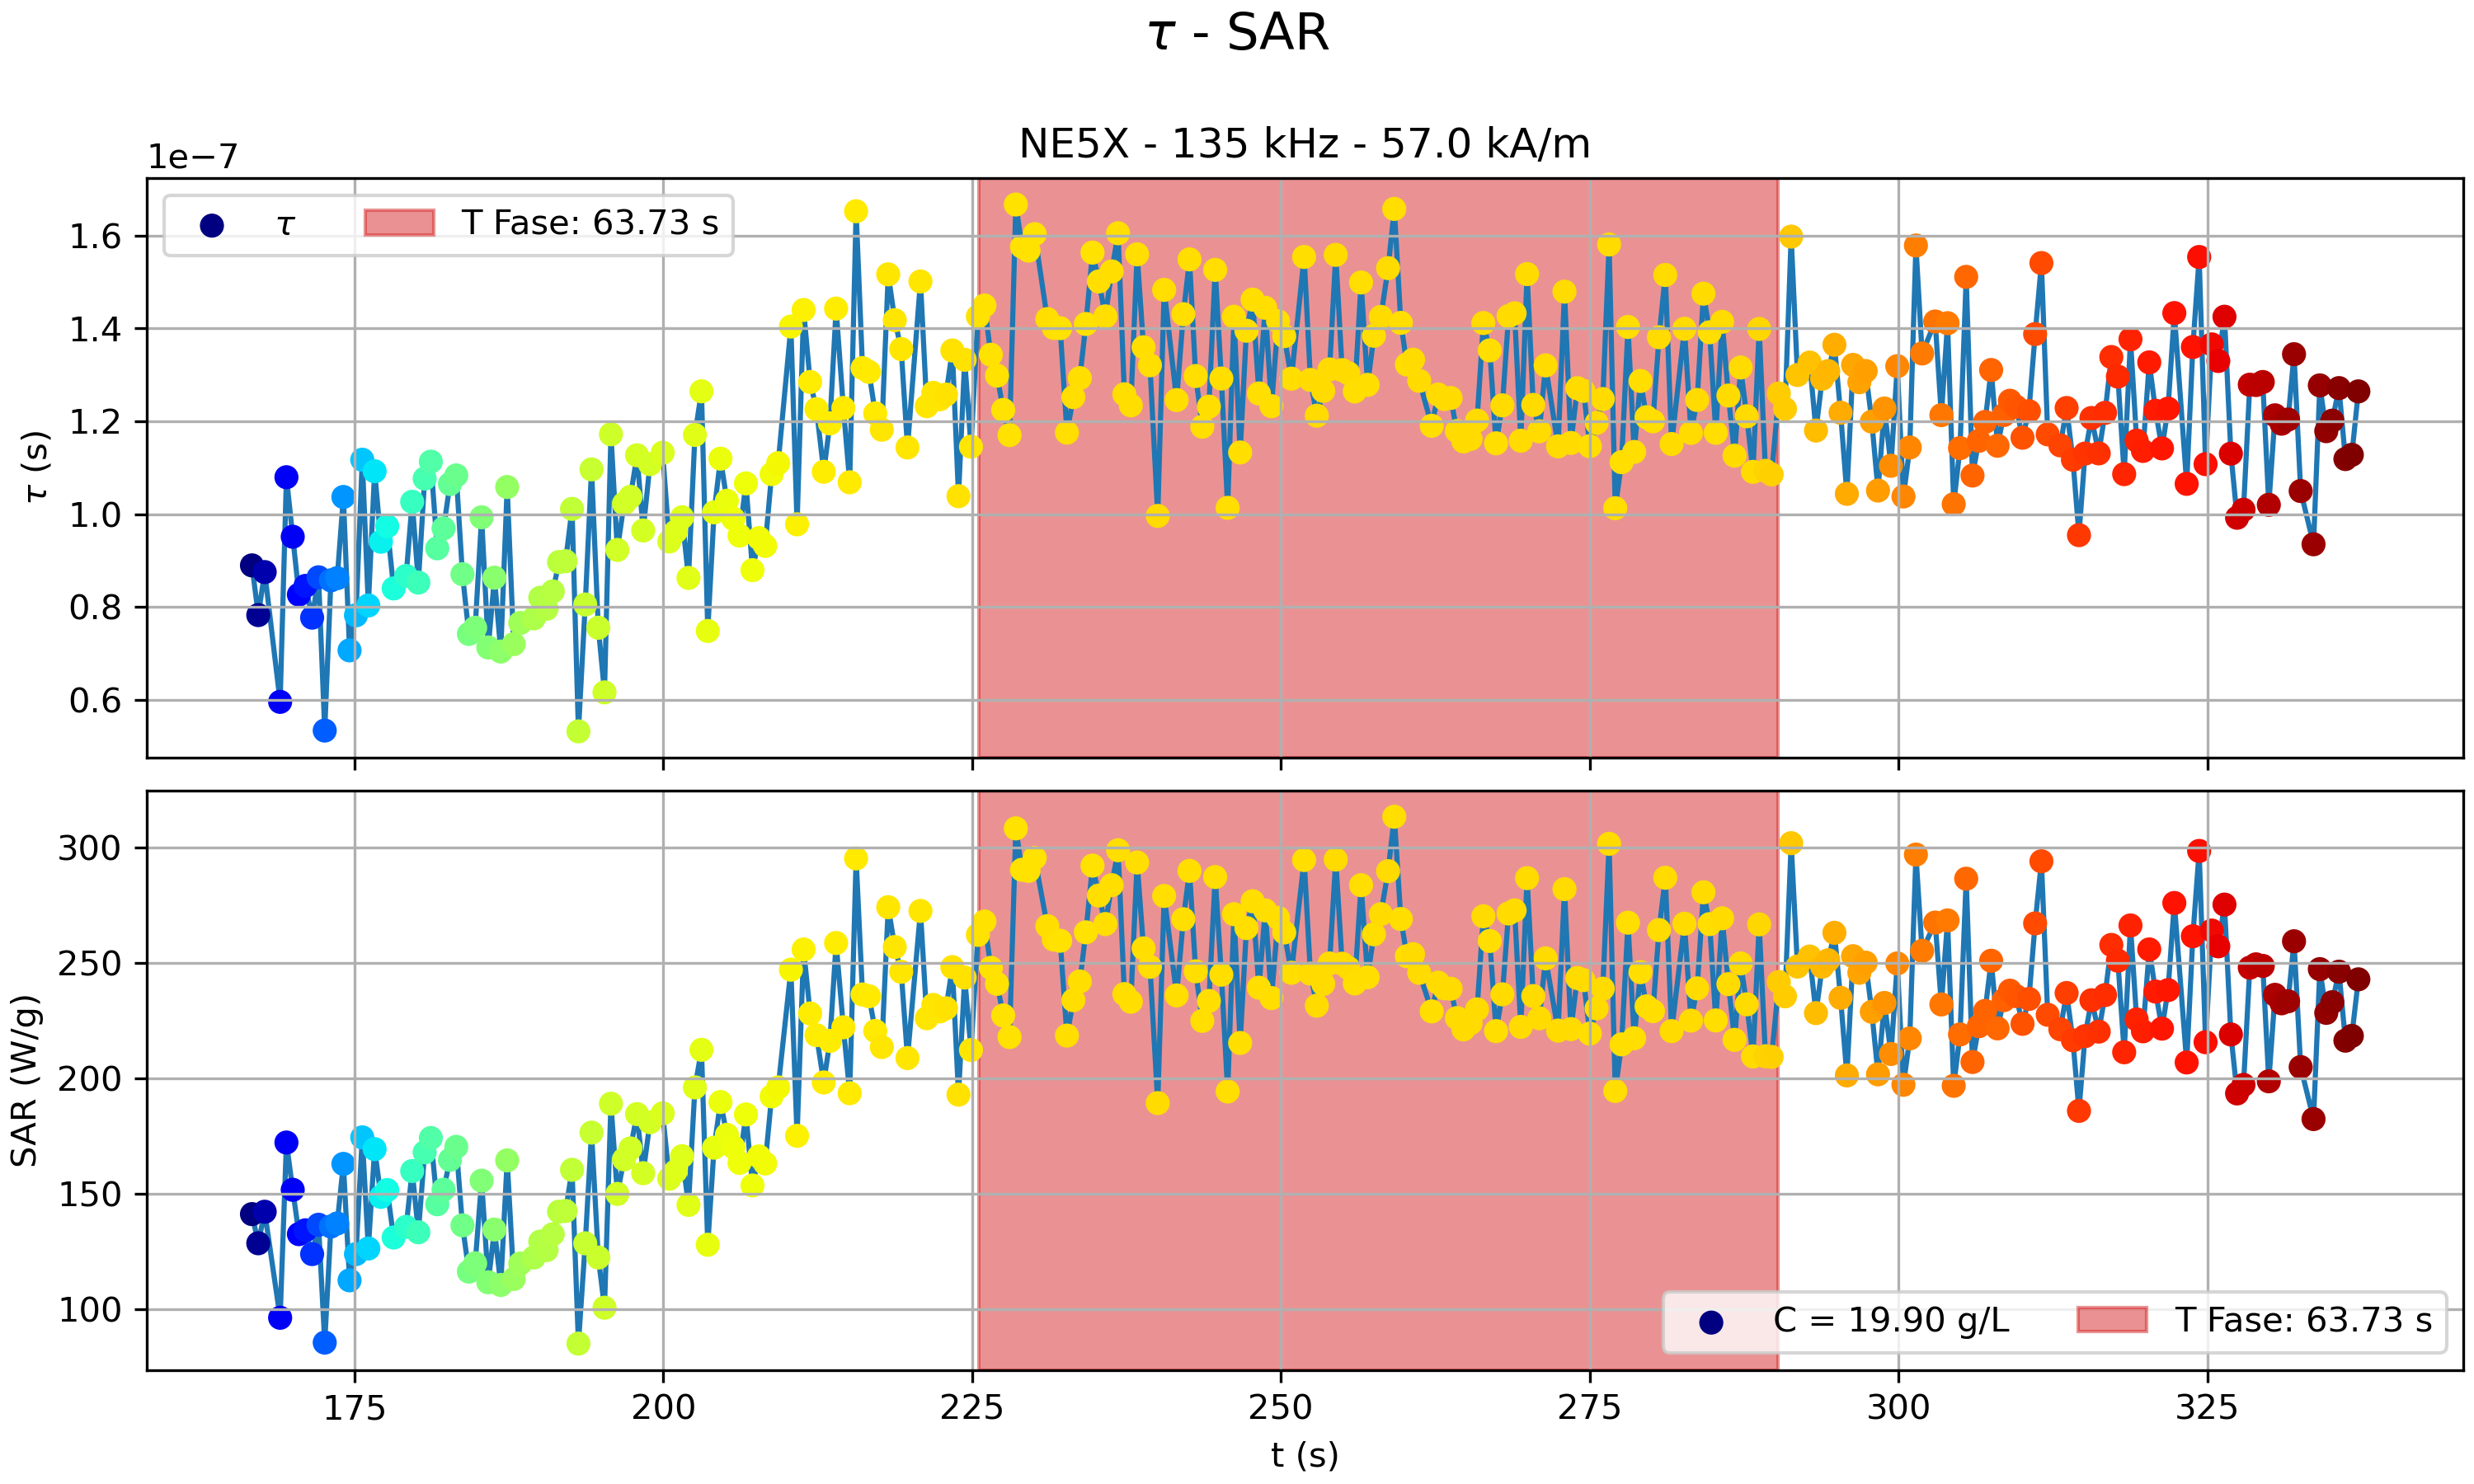 τ - SAR
NE5X - 135 kHz - 57.0 kA/m
1e−7
τ T Fase: 63.73 s
1.6
1.4
1.2
1.0
0.8
0.6
τ (s)
300
250
200
150
100
SAR (W/g)
C = 19.90 g/L T Fase: 63.73 s
175 200 225 250 275 300 325
t (s)